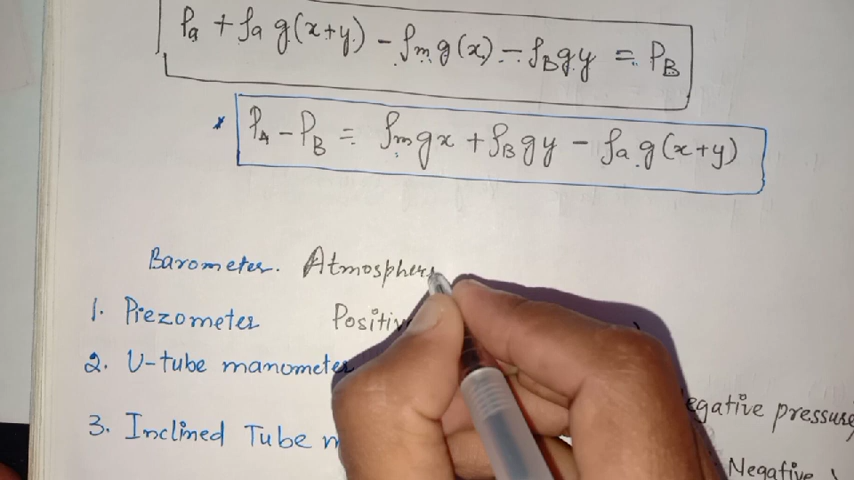 Pa + ρa g(x+y) - ρm g(x) - ρB g y = PB
* PA - PB = ρm g x + ρB g y - ρa g (x+y)
Barometer. Atmospher
1. Piezometer Positiv
2. U-tube manometer egative pressure
3. Inclined Tube m Negative